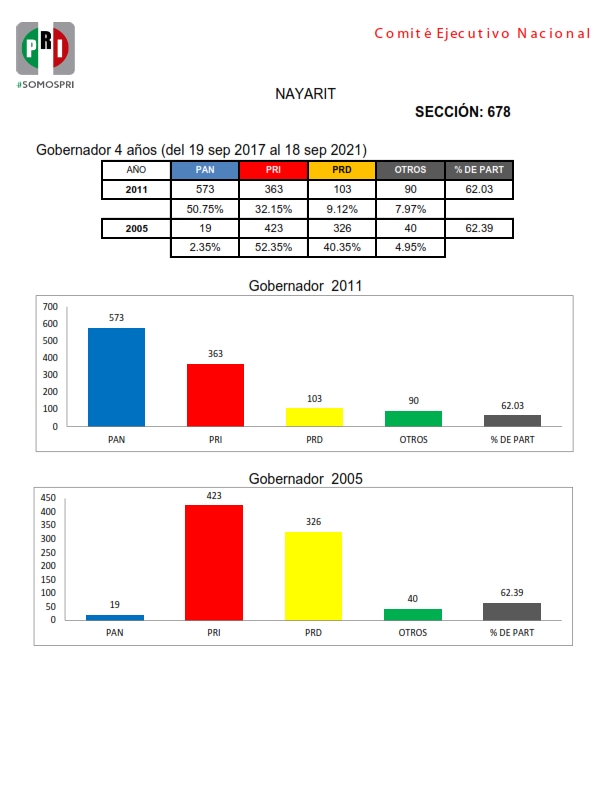 PRI
#SOMOSPRI
Comité Ejecutivo Nacional
NAYARIT
SECCIÓN: 678
Gobernador 4 años (del 19 sep 2017 al 18 sep 2021)
AÑO PAN PRI PRD OTROS % DE PART
2011 573 363 103 90 62.03
50.75% 32.15% 9.12% 7.97%
2005 19 423 326 40 62.39
2.35% 52.35% 40.35% 4.95%
Gobernador 2011
700
600
500
400
300
200
100
0
573
363
103
90
62.03
PAN PRI PRD OTROS % DE PART
Gobernador 2005
450
400
350
300
250
200
150
100
50
0
19
423
326
40
62.39
PAN PRI PRD OTROS % DE PART